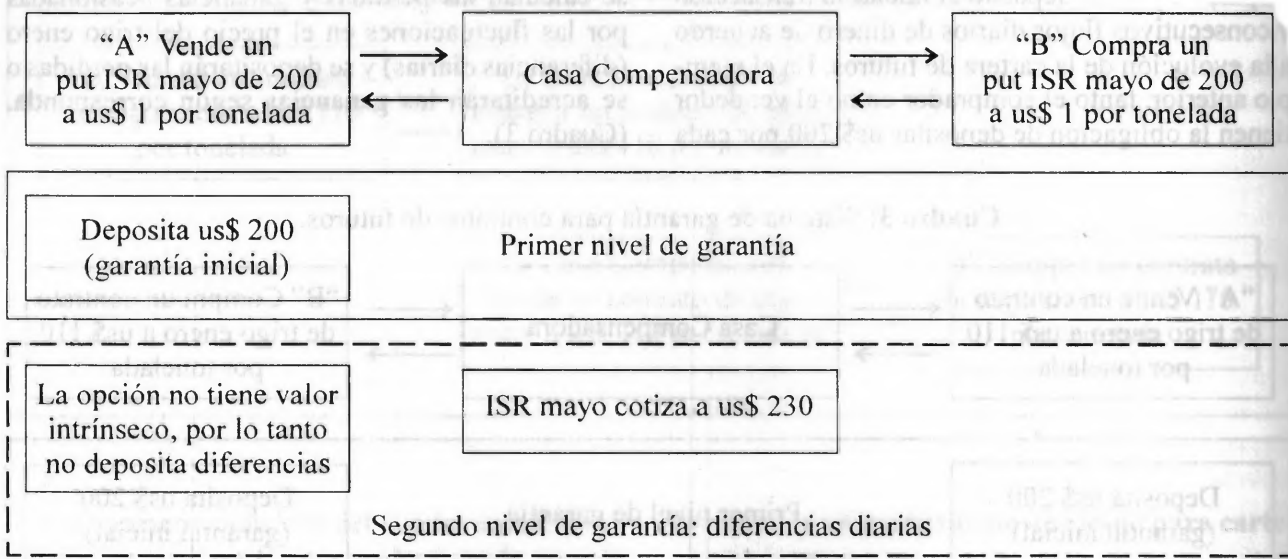 “A” Vende un
put ISR mayo de 200
a us$ 1 por tonelada
Casa Compensadora
“B” Compra un
put ISR mayo de 200
a us$ 1 por tonelada
Deposita us$ 200
(garantía inicial)
Primer nivel de garantía
La opción no tiene valor
intrínseco, por lo tanto
no deposita diferencias
ISR mayo cotiza a us$ 230
Segundo nivel de garantía: diferencias diarias